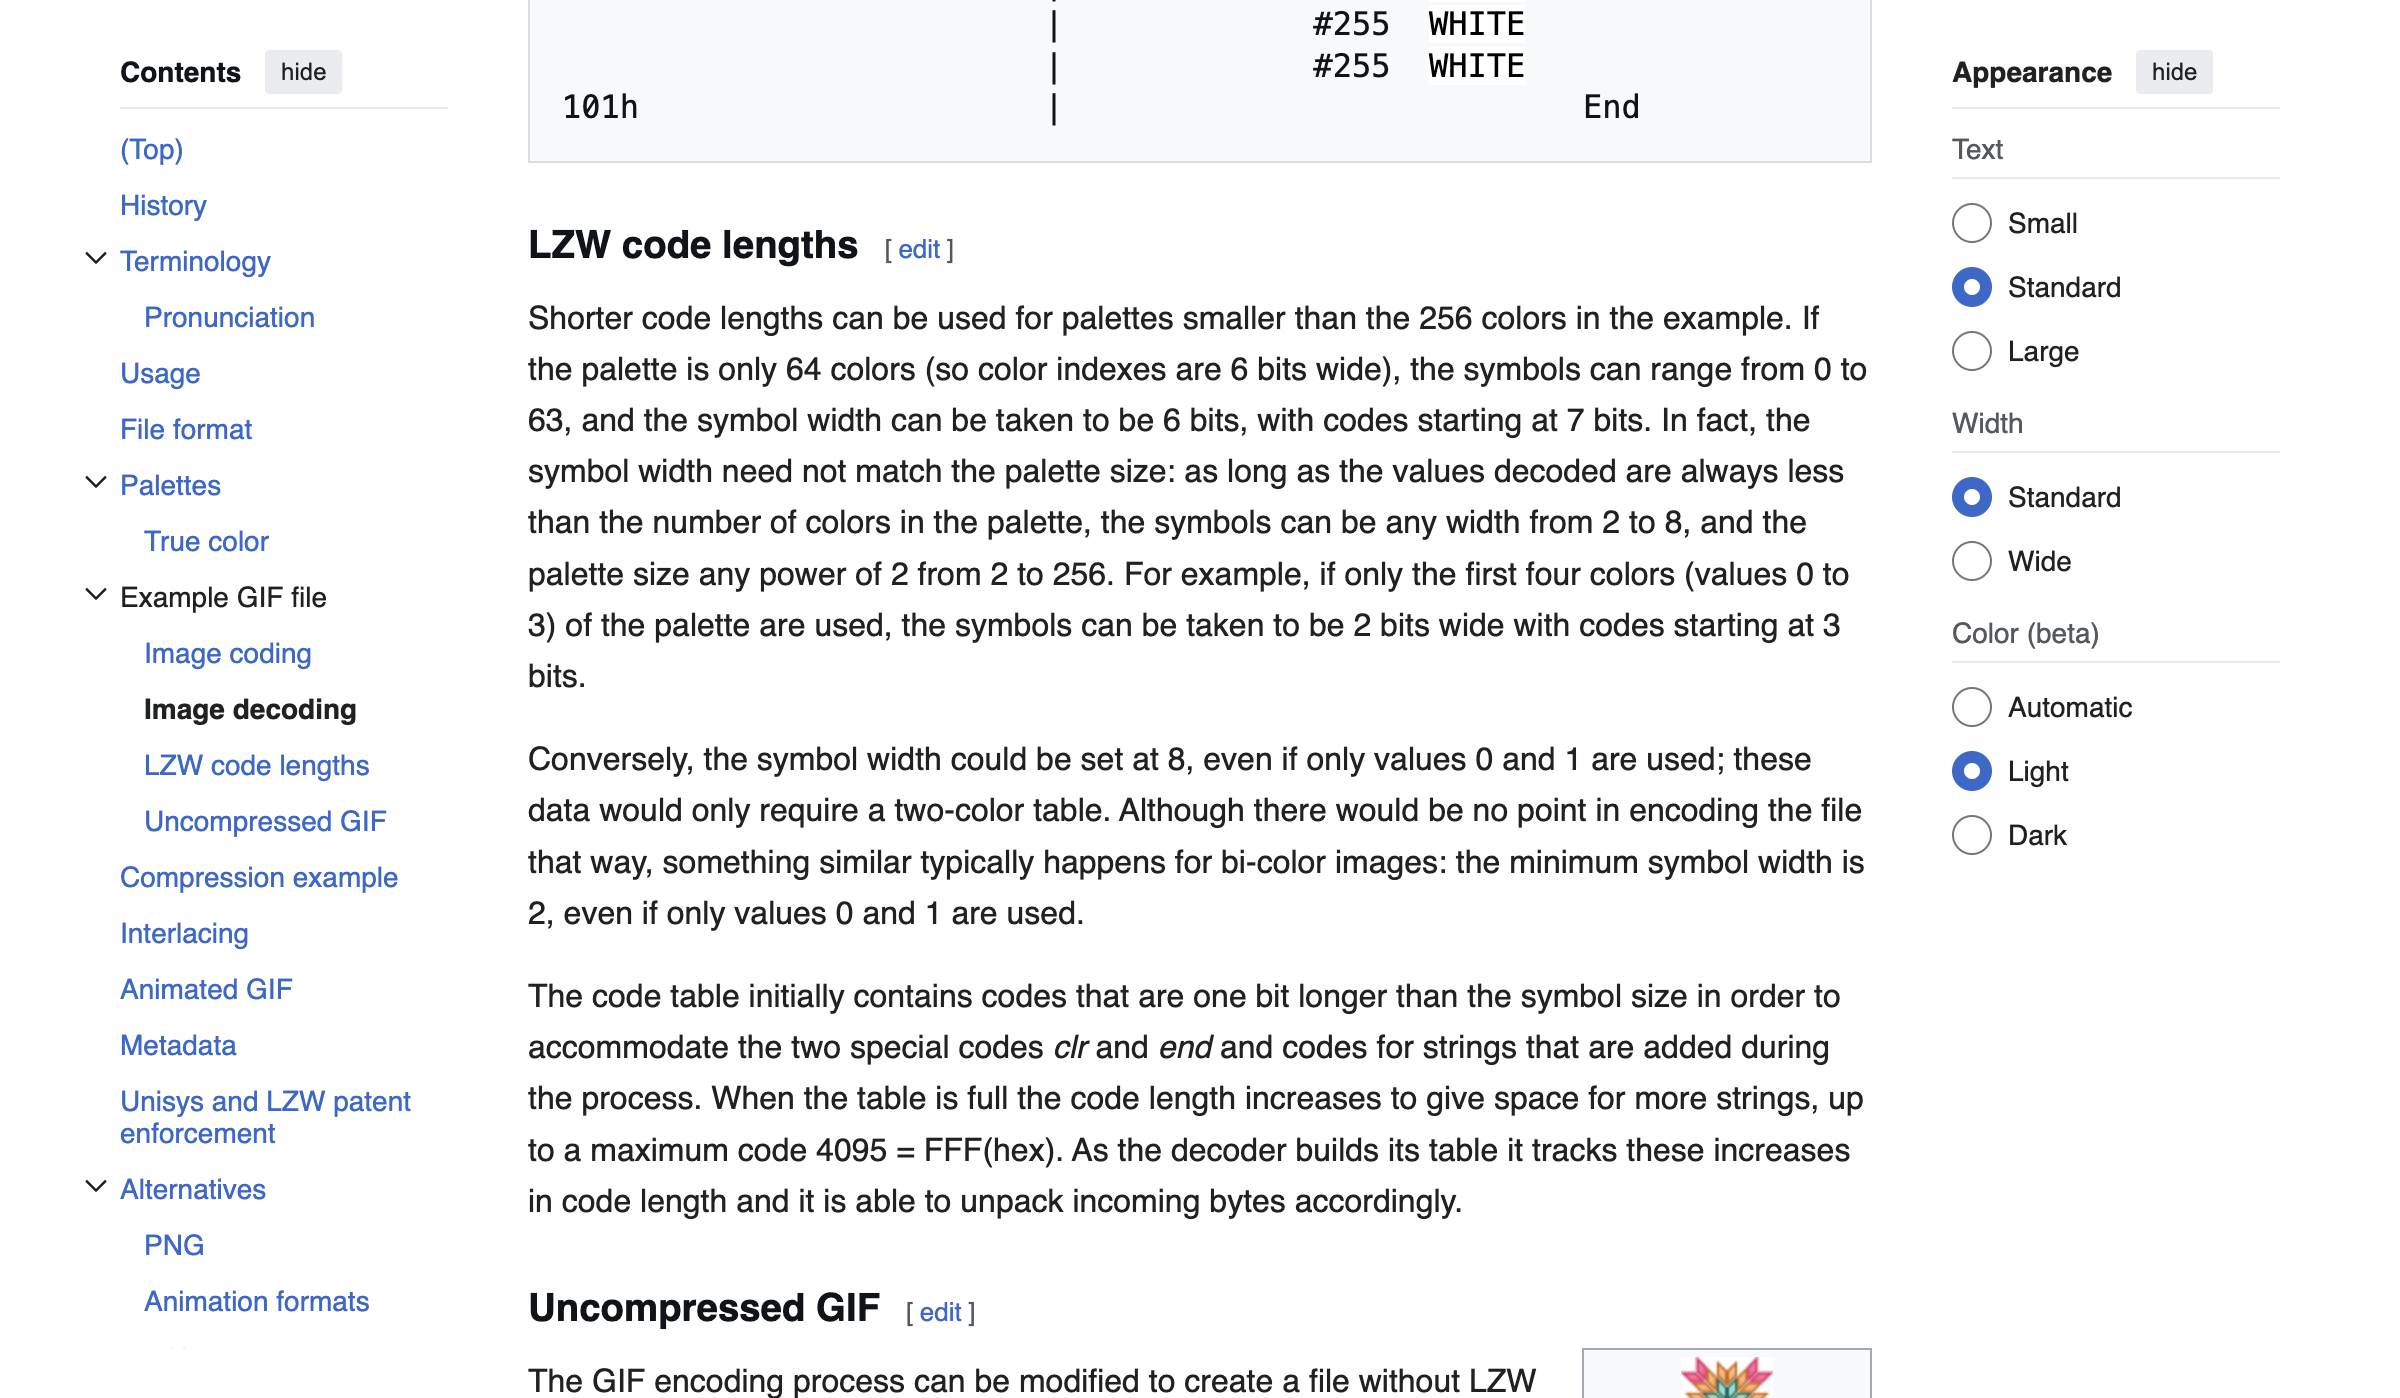 Contents hide
(Top)
History
Terminology
Pronunciation
Usage
File format
Palettes
True color
Example GIF file
Image coding
Image decoding
LZW code lengths
Uncompressed GIF
Compression example
Interlacing
Animated GIF
Metadata
Unisys and LZW patent
enforcement
Alternatives
PNG
Animation formats
| #255 WHITE
| #255 WHITE
101h | End
LZW code lengths [ edit ]
Shorter code lengths can be used for palettes smaller than the 256 colors in the example. If
the palette is only 64 colors (so color indexes are 6 bits wide), the symbols can range from 0 to
63, and the symbol width can be taken to be 6 bits, with codes starting at 7 bits. In fact, the
symbol width need not match the palette size: as long as the values decoded are always less
than the number of colors in the palette, the symbols can be any width from 2 to 8, and the
palette size any power of 2 from 2 to 256. For example, if only the first four colors (values 0 to
3) of the palette are used, the symbols can be taken to be 2 bits wide with codes starting at 3
bits.
Conversely, the symbol width could be set at 8, even if only values 0 and 1 are used; these
data would only require a two-color table. Although there would be no point in encoding the file
that way, something similar typically happens for bi-color images: the minimum symbol width is
2, even if only values 0 and 1 are used.
The code table initially contains codes that are one bit longer than the symbol size in order to
accommodate the two special codes clr and end and codes for strings that are added during
the process. When the table is full the code length increases to give space for more strings, up
to a maximum code 4095 = FFF(hex). As the decoder builds its table it tracks these increases
in code length and it is able to unpack incoming bytes accordingly.
Uncompressed GIF [ edit ]
The GIF encoding process can be modified to create a file without LZW
Appearance hide
Text
Small
Standard
Large
Width
Standard
Wide
Color (beta)
Automatic
Light
Dark